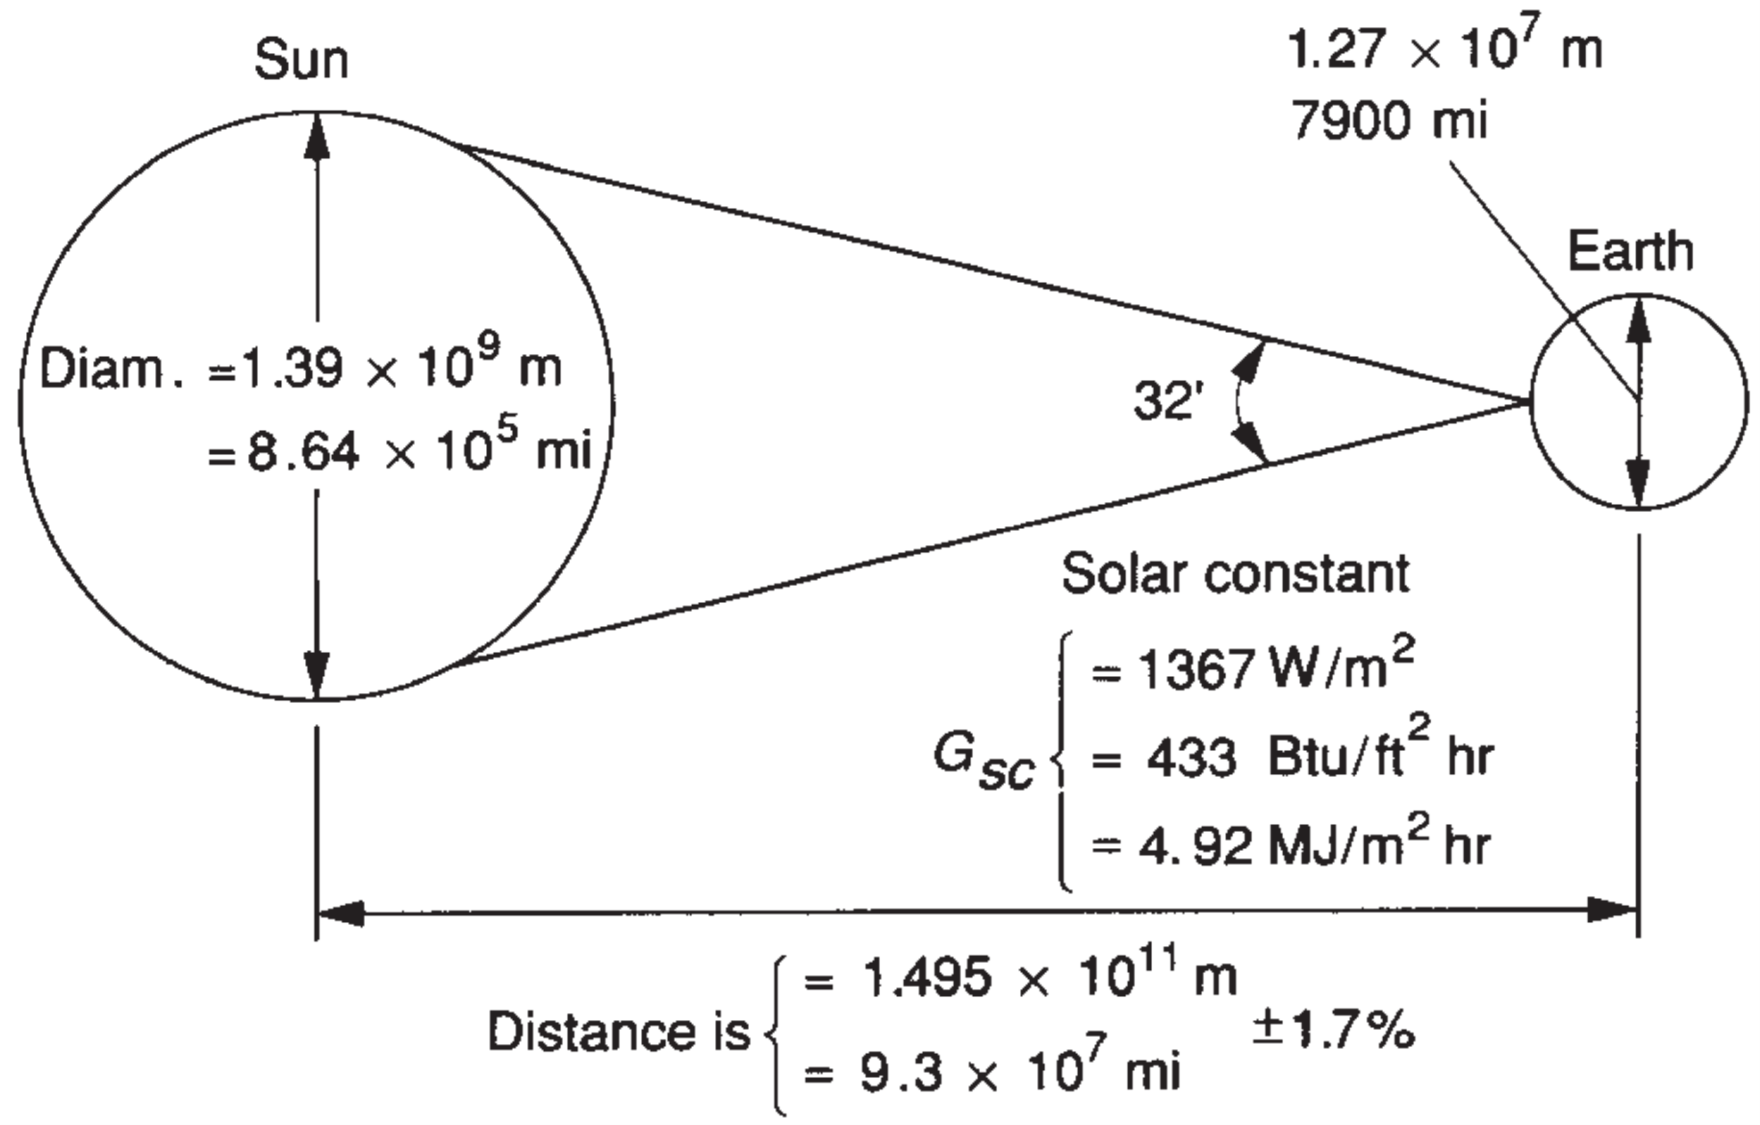 Sun
1.27 × 10⁷ m
7900 mi
Earth
Diam. =1.39 × 10⁹ m
= 8.64 × 10⁵ mi
32'
Solar constant
G_sc = 1367 W/m²
= 433 Btu/ft² hr
= 4.92 MJ/m² hr
Distance is = 1.495 × 10¹¹ m
= 9.3 × 10⁷ mi
±1.7%